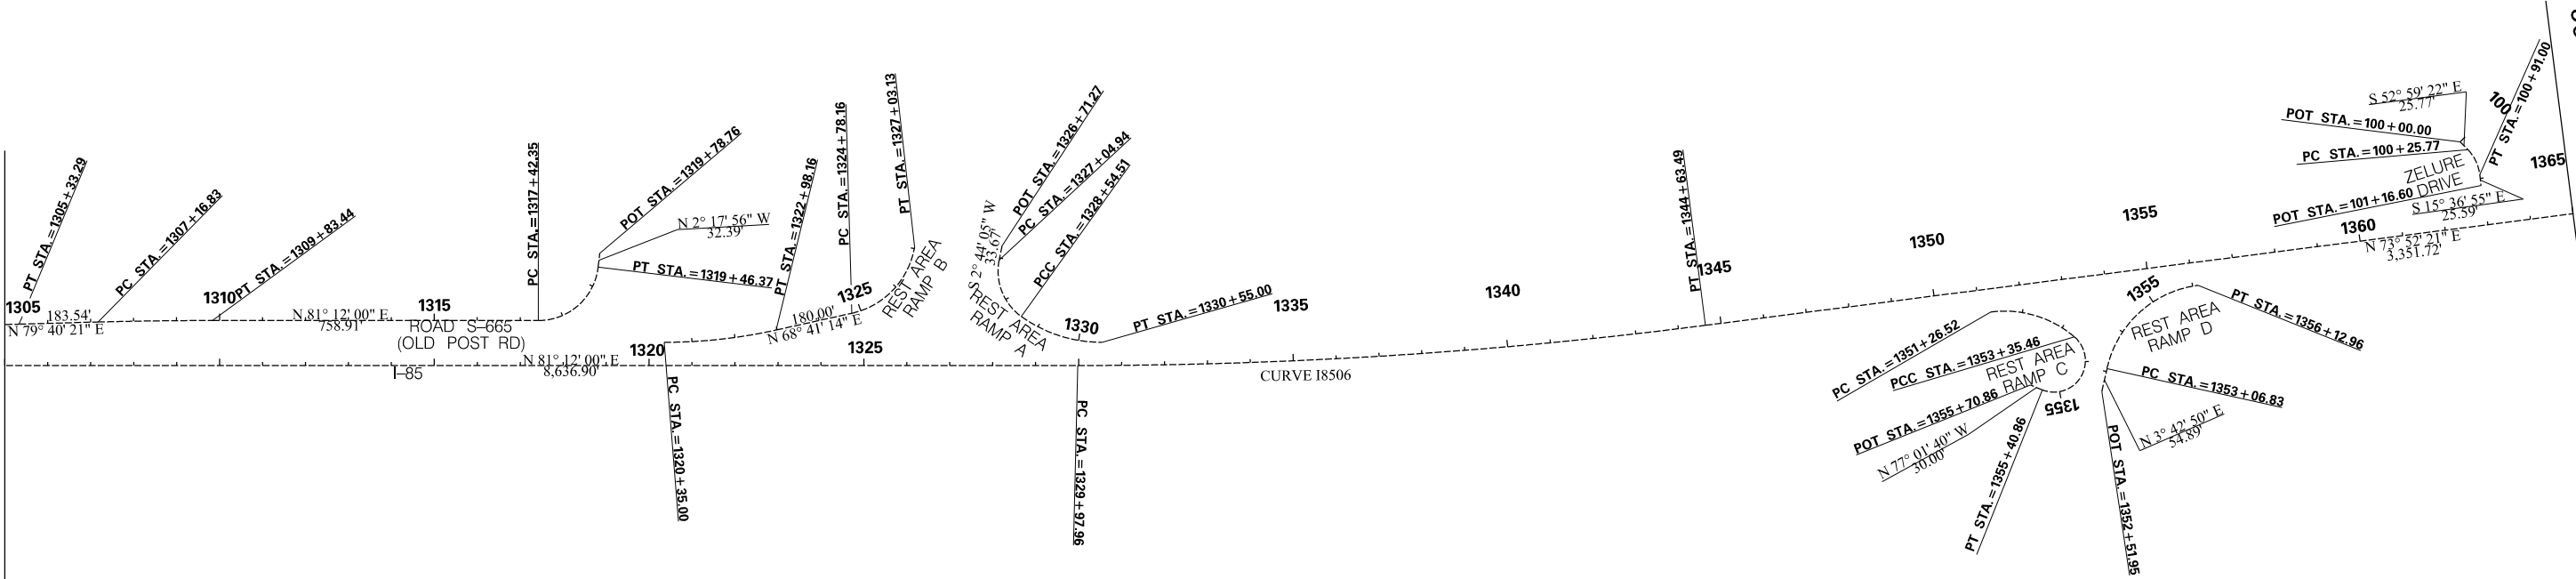 PT STA.=1305+33.29
PC STA.=1307+16.83
PT STA.=1309+83.44
PC STA.=1317+42.35
POT STA.=1319+78.76
N 2° 17' 56" W
32.39'
PT STA.=1319+46.37
PT STA.=1322+98.16
PC STA.=1324+78.16
PT STA.=1327+03.13
POT STA.=1326+71.27
PC STA.=1327+04.94
PCC STA.=1328+54.51
S 2° 44' 05" W
33.67'
1305
183.54'
N 79° 40' 21" E
1310
N 81° 12' 00" E
758.91'
1315
ROAD S-665
(OLD POST RD)
I-85
N 81° 12' 00" E
8,636.90'
1320
PC STA.=1320+35.00
180.00'
N 68° 41' 14" E
1325
1325
REST AREA
RAMP B
REST AREA
RAMP A
1330
PT STA.=1330+55.00
PC STA.=1329+97.96
1335
CURVE I8506
1340
PT STA.=1344+63.49
1345
1350
1355
PC STA.=1351+26.52
PCC STA.=1353+35.46
REST AREA
RAMP C
POT STA.=1355+70.86
N 77° 01' 40" W
30.00'
PT STA.=1355+40.86
1355
1355
REST AREA
RAMP D
PT STA.=1356+12.96
PC STA.=1353+06.83
N 3° 42' 50" E
54.89'
POT STA.=1352+51.95
S 52° 59' 22" E
25.77'
POT STA.=100+00.00
PC STA.=100+25.77
100
PT STA.=100+91.00
ZELURE
DRIVE
POT STA.=101+16.60
S 15° 36' 55" E
25.59'
1360
N 73° 52' 21" E
3,351.72'
1365